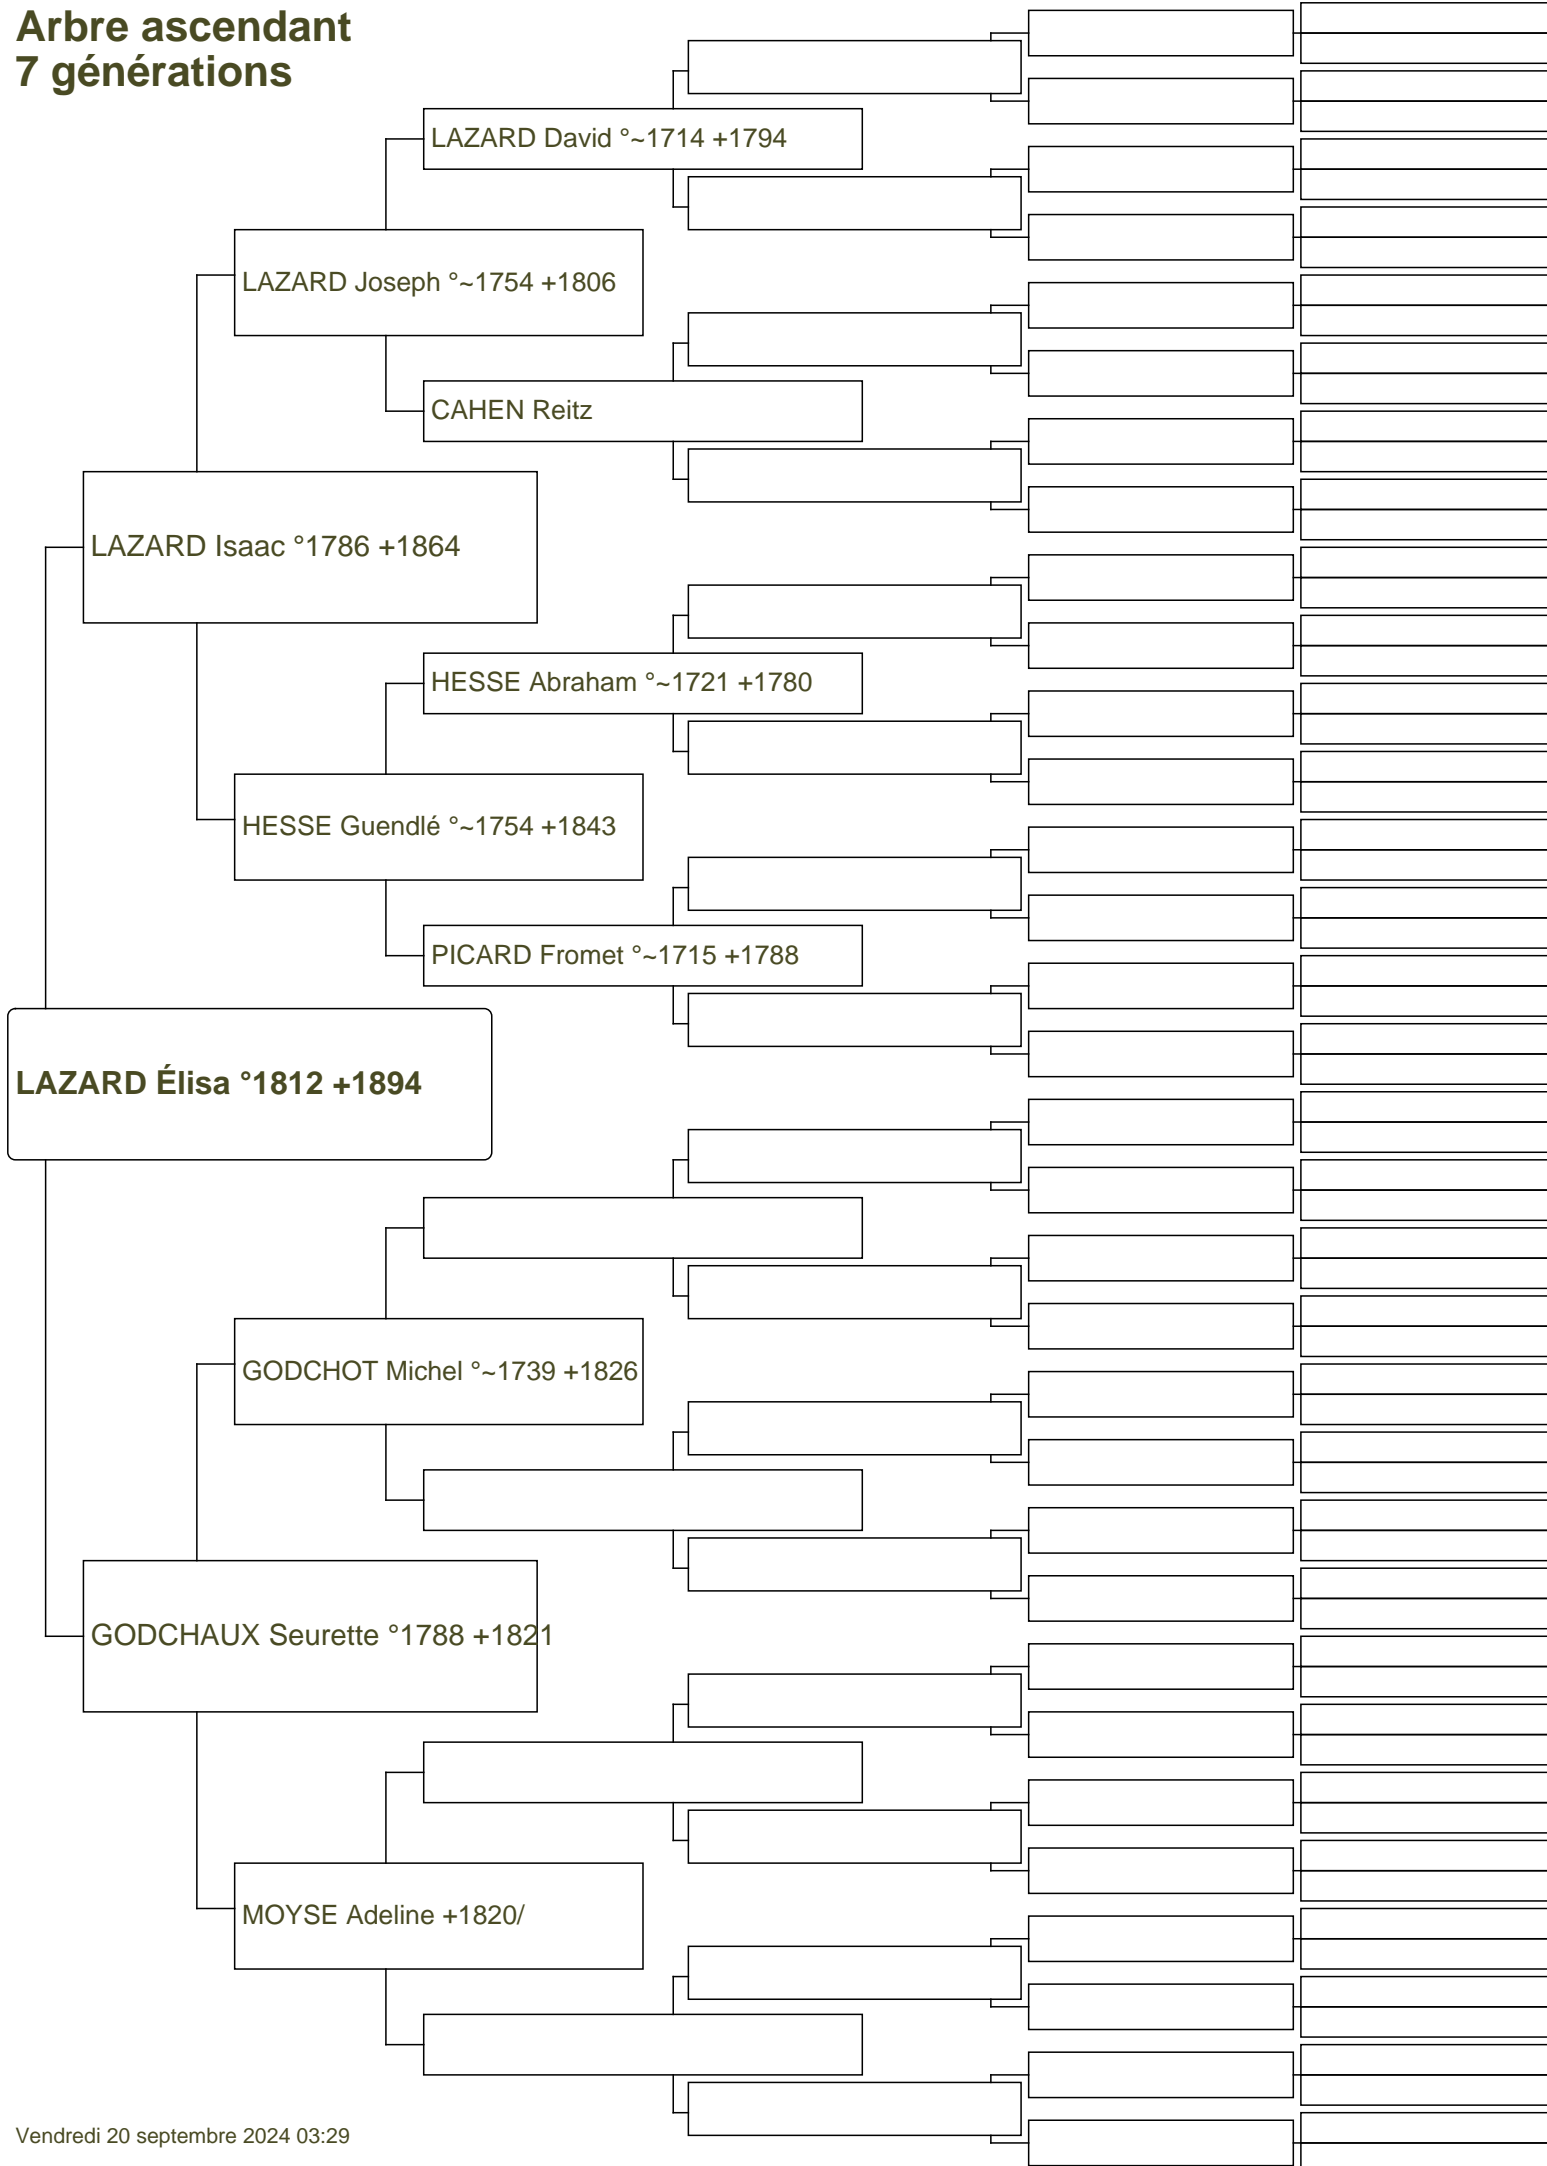 Arbre ascendant
7 générations
LAZARD David °~1714 +1794
LAZARD Joseph °~1754 +1806
CAHEN Reitz
LAZARD Isaac °1786 +1864
HESSE Abraham °~1721 +1780
HESSE Guendlé °~1754 +1843
PICARD Fromet °~1715 +1788
LAZARD Élisa °1812 +1894
GODCHOT Michel °~1739 +1826
GODCHAUX Seurette °1788 +1821
MOYSE Adeline +1820/
Vendredi 20 septembre 2024 03:29